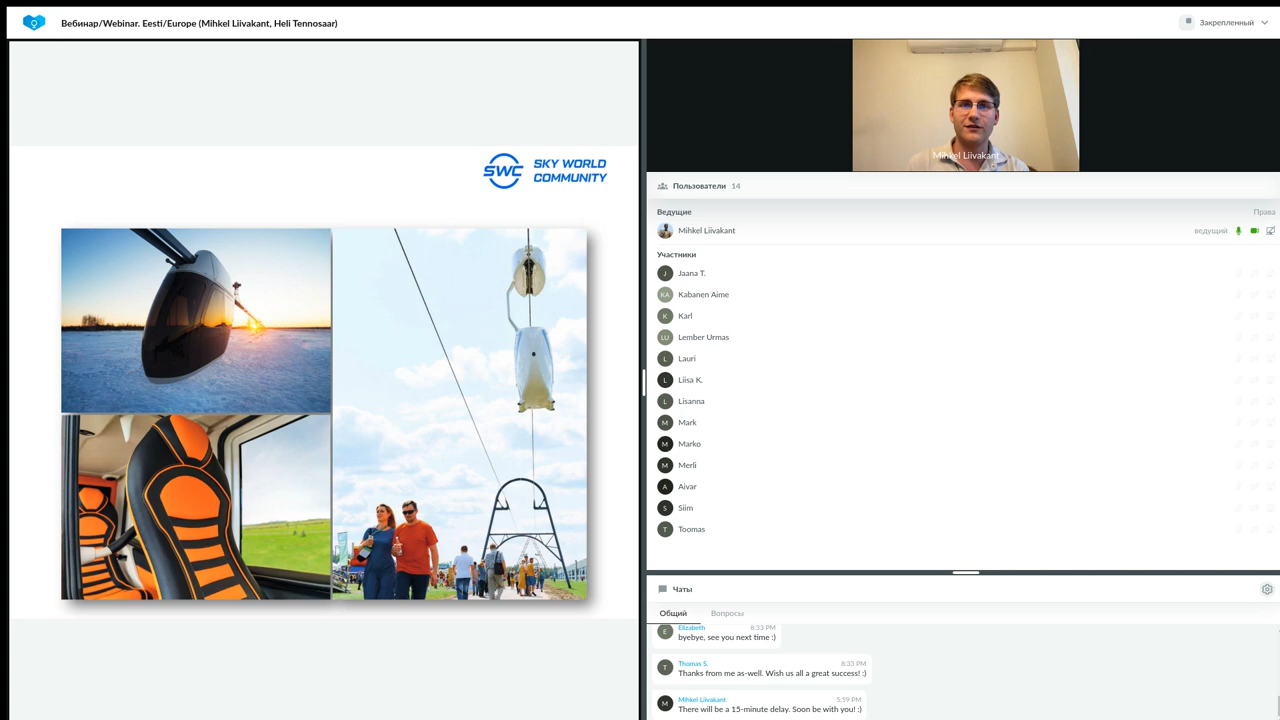 Вебинар/Webinar. Eesti/Europe (Mihkel Liivakant, Heli Tennosaar)
Закрепленный
SWC SKY WORLD
COMMUNITY
Mihkel Liivakant
Пользователи 14
Ведущие Права
Mihkel Liivakant ведущий
Участники
J Jaana T.
KA Kabanen Aime
K Karl
LU Lember Urmas
L Lauri
L Liisa K.
L Lisanna
M Mark
M Marko
M Merli
A Aivar
S Siim
T Toomas
Чаты
Общий Вопросы
Elizabeth 8:33 PM
E byebye, see you next time :)
Thomas S. 8:33 PM
T Thanks from me as-well. Wish us all a great success! :)
Mihkel Liivakant 5:59 PM
M There will be a 15-minute delay. Soon be with you! :)